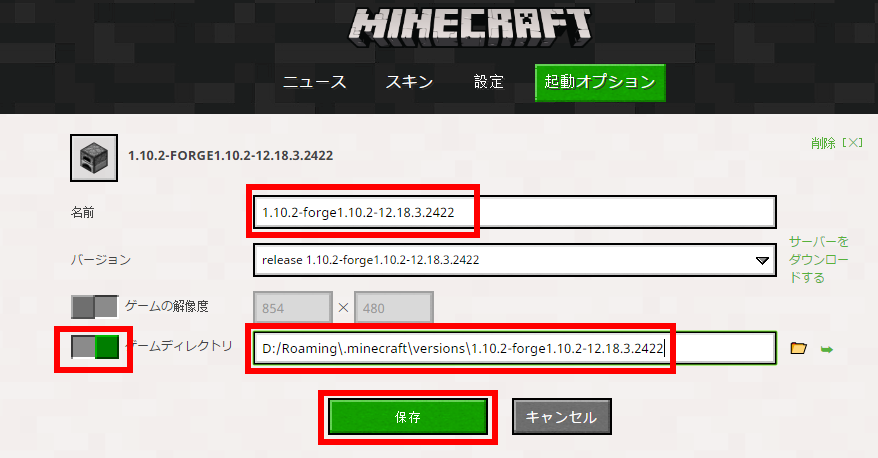 MINECRAFT
ニュース スキン 設定 起動オプション
1.10.2-FORGE1.10.2-12.18.3.2422
削除 [×]
名前 1.10.2-forge1.10.2-12.18.3.2422
バージョン release 1.10.2-forge1.10.2-12.18.3.2422
サーバーを
ダウンロー
ドする
ゲームの解像度 854 × 480
ゲームディレクトリ D:/Roaming\.minecraft\versions\1.10.2-forge1.10.2-12.18.3.2422
保存 キャンセル